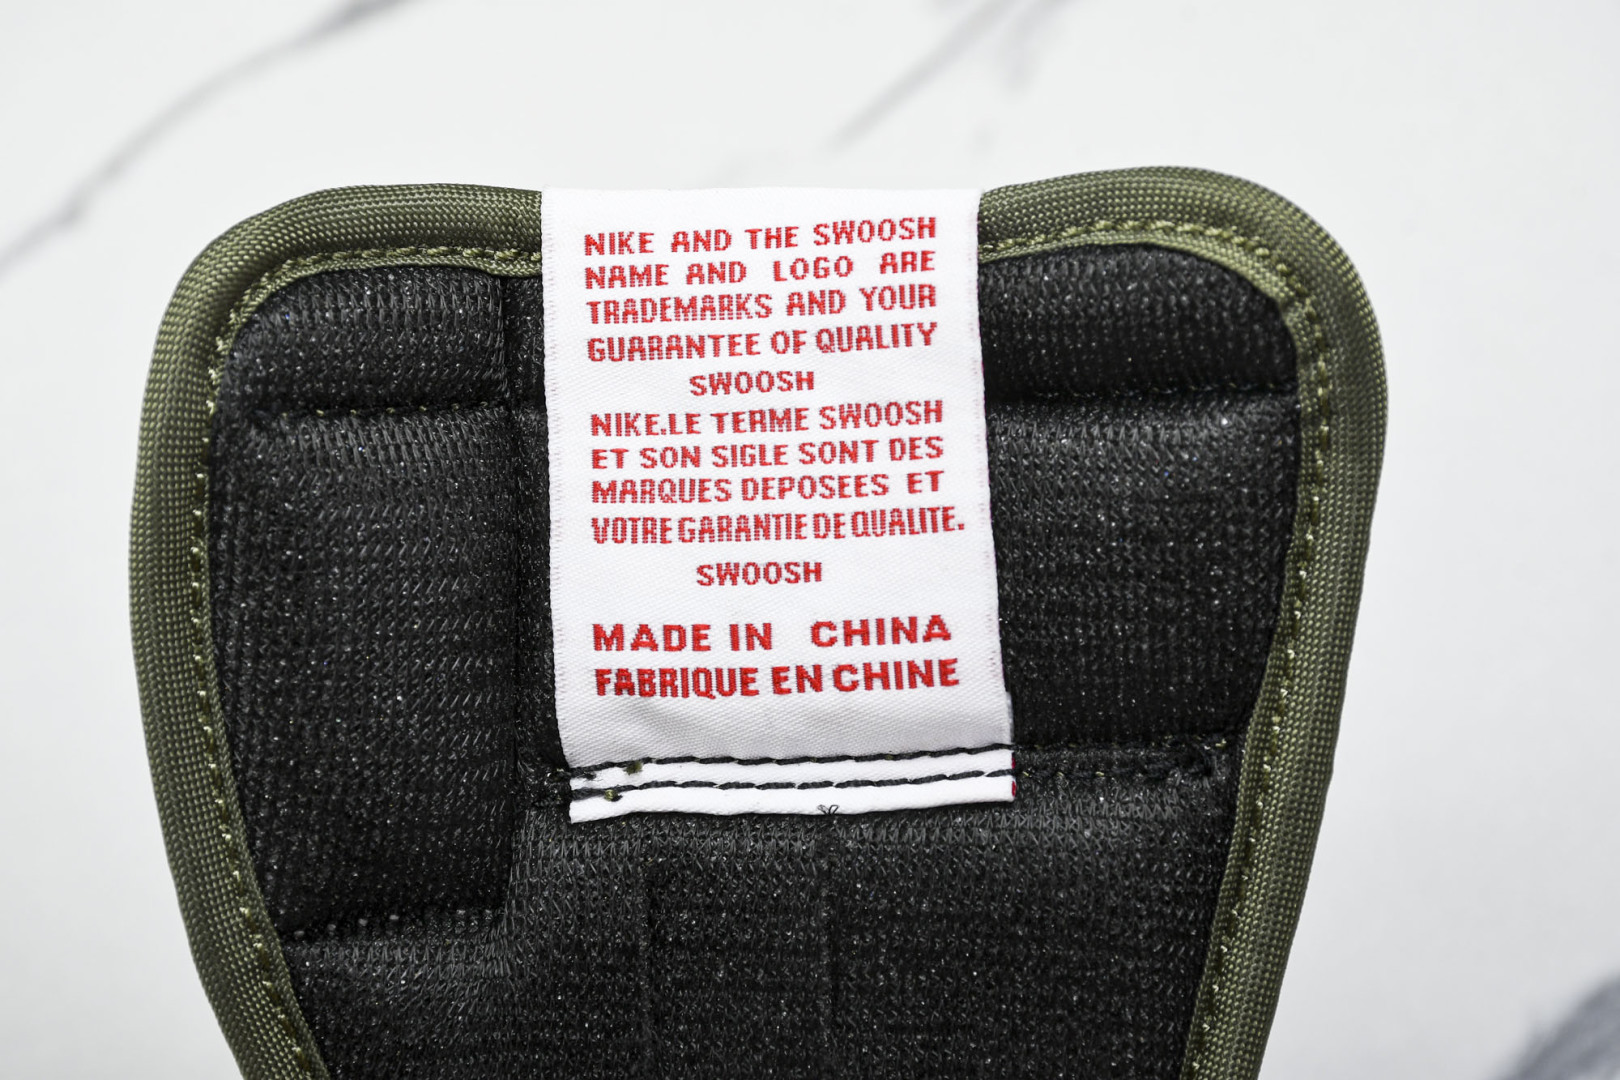 NIKE AND THE SWOOSH
NAME AND LOGO ARE
TRADEMARKS AND YOUR
GUARANTEE OF QUALITY
SWOOSH
NIKE.LE TERME SWOOSH
ET SON SIGLE SONT DES
MARQUES DEPOSEES ET
VOTRE GARANTIE DE QUALITE.
SWOOSH
MADE IN CHINA
FABRIQUE EN CHINE